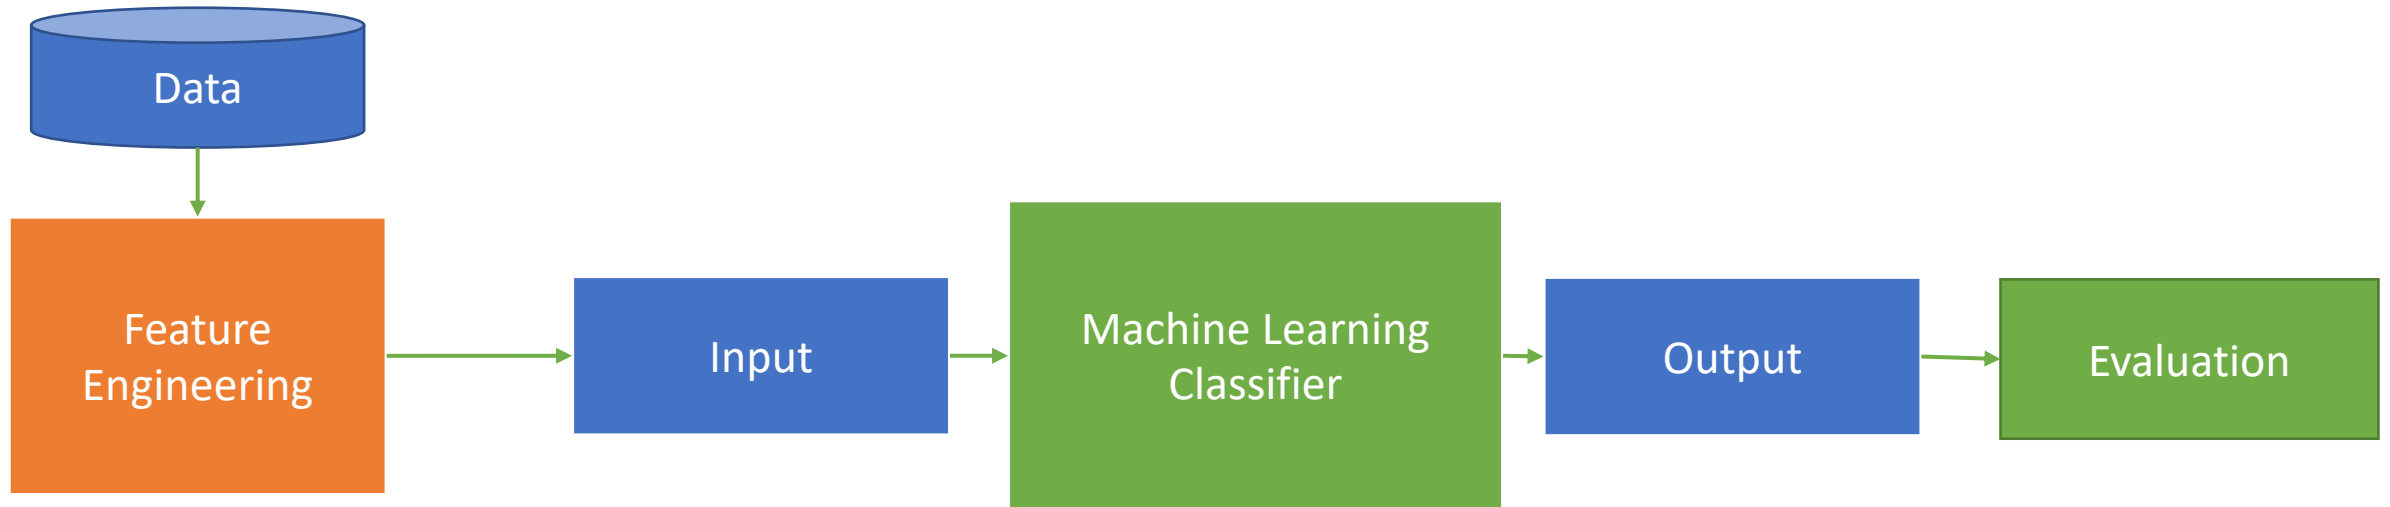 Data
Feature
Engineering
Input
Machine Learning
Classifier
Output
Evaluation